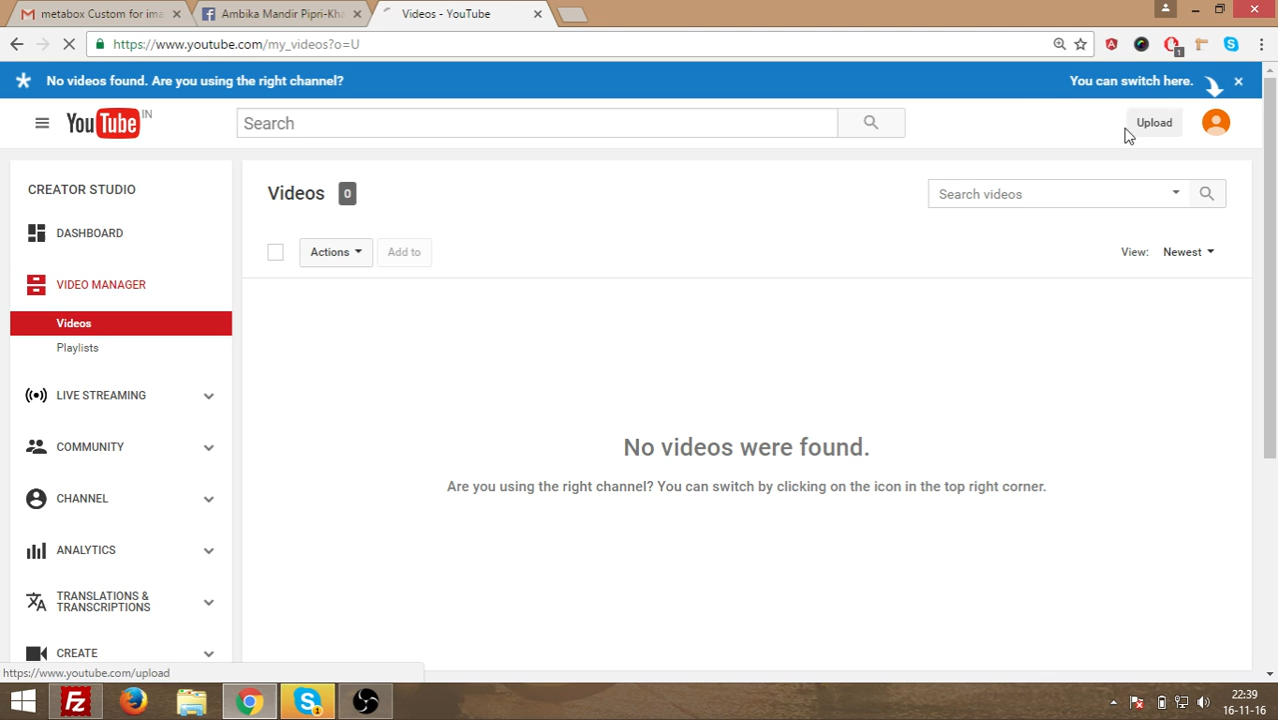 metabox Custom for ima
Ambika Mandir Pipri-Kha
Videos - YouTube
https://www.youtube.com/my_videos?o=U
1
No videos found. Are you using the right channel?
You can switch here.
YouTube IN
Search
Upload
CREATOR STUDIO
DASHBOARD
VIDEO MANAGER
Videos
Playlists
LIVE STREAMING
COMMUNITY
CHANNEL
ANALYTICS
TRANSLATIONS &
TRANSCRIPTIONS
CREATE
Videos 0
Search videos
Actions
Add to
View: Newest
No videos were found.
Are you using the right channel? You can switch by clicking on the icon in the top right corner.
https://www.youtube.com/upload
22:39
16-11-16